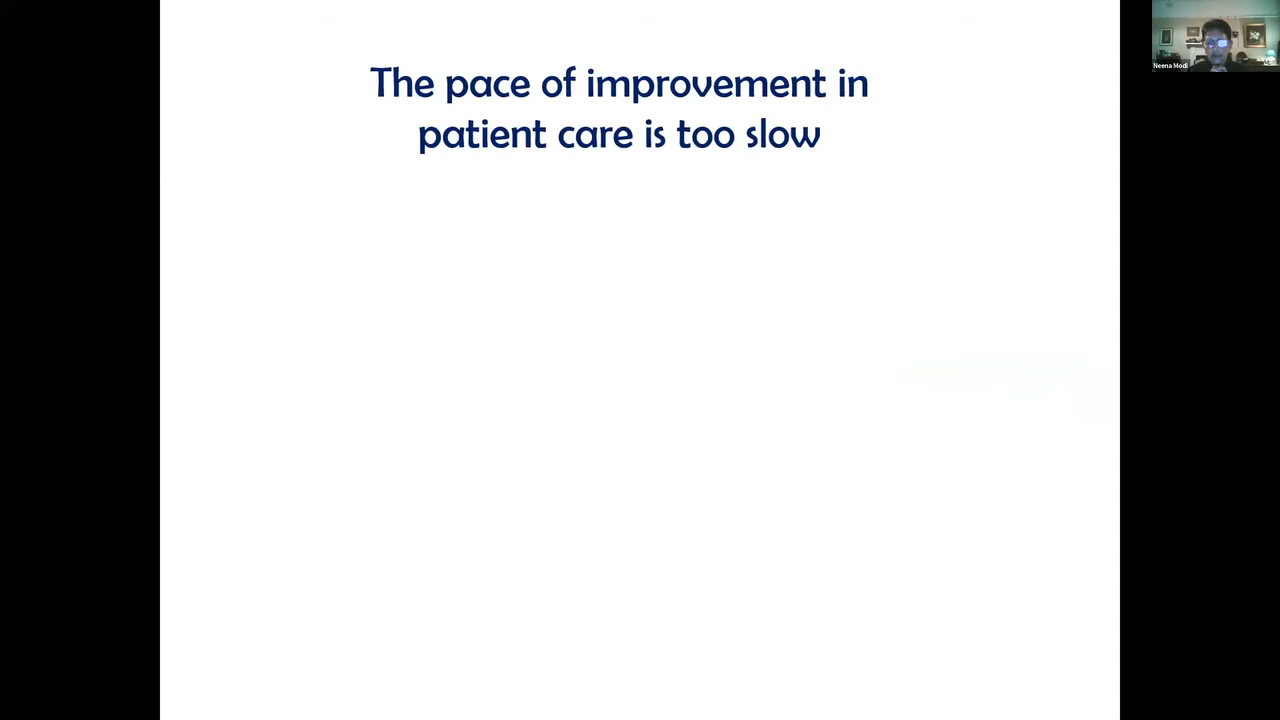 The pace of improvement in
patient care is too slow
Neena Modi